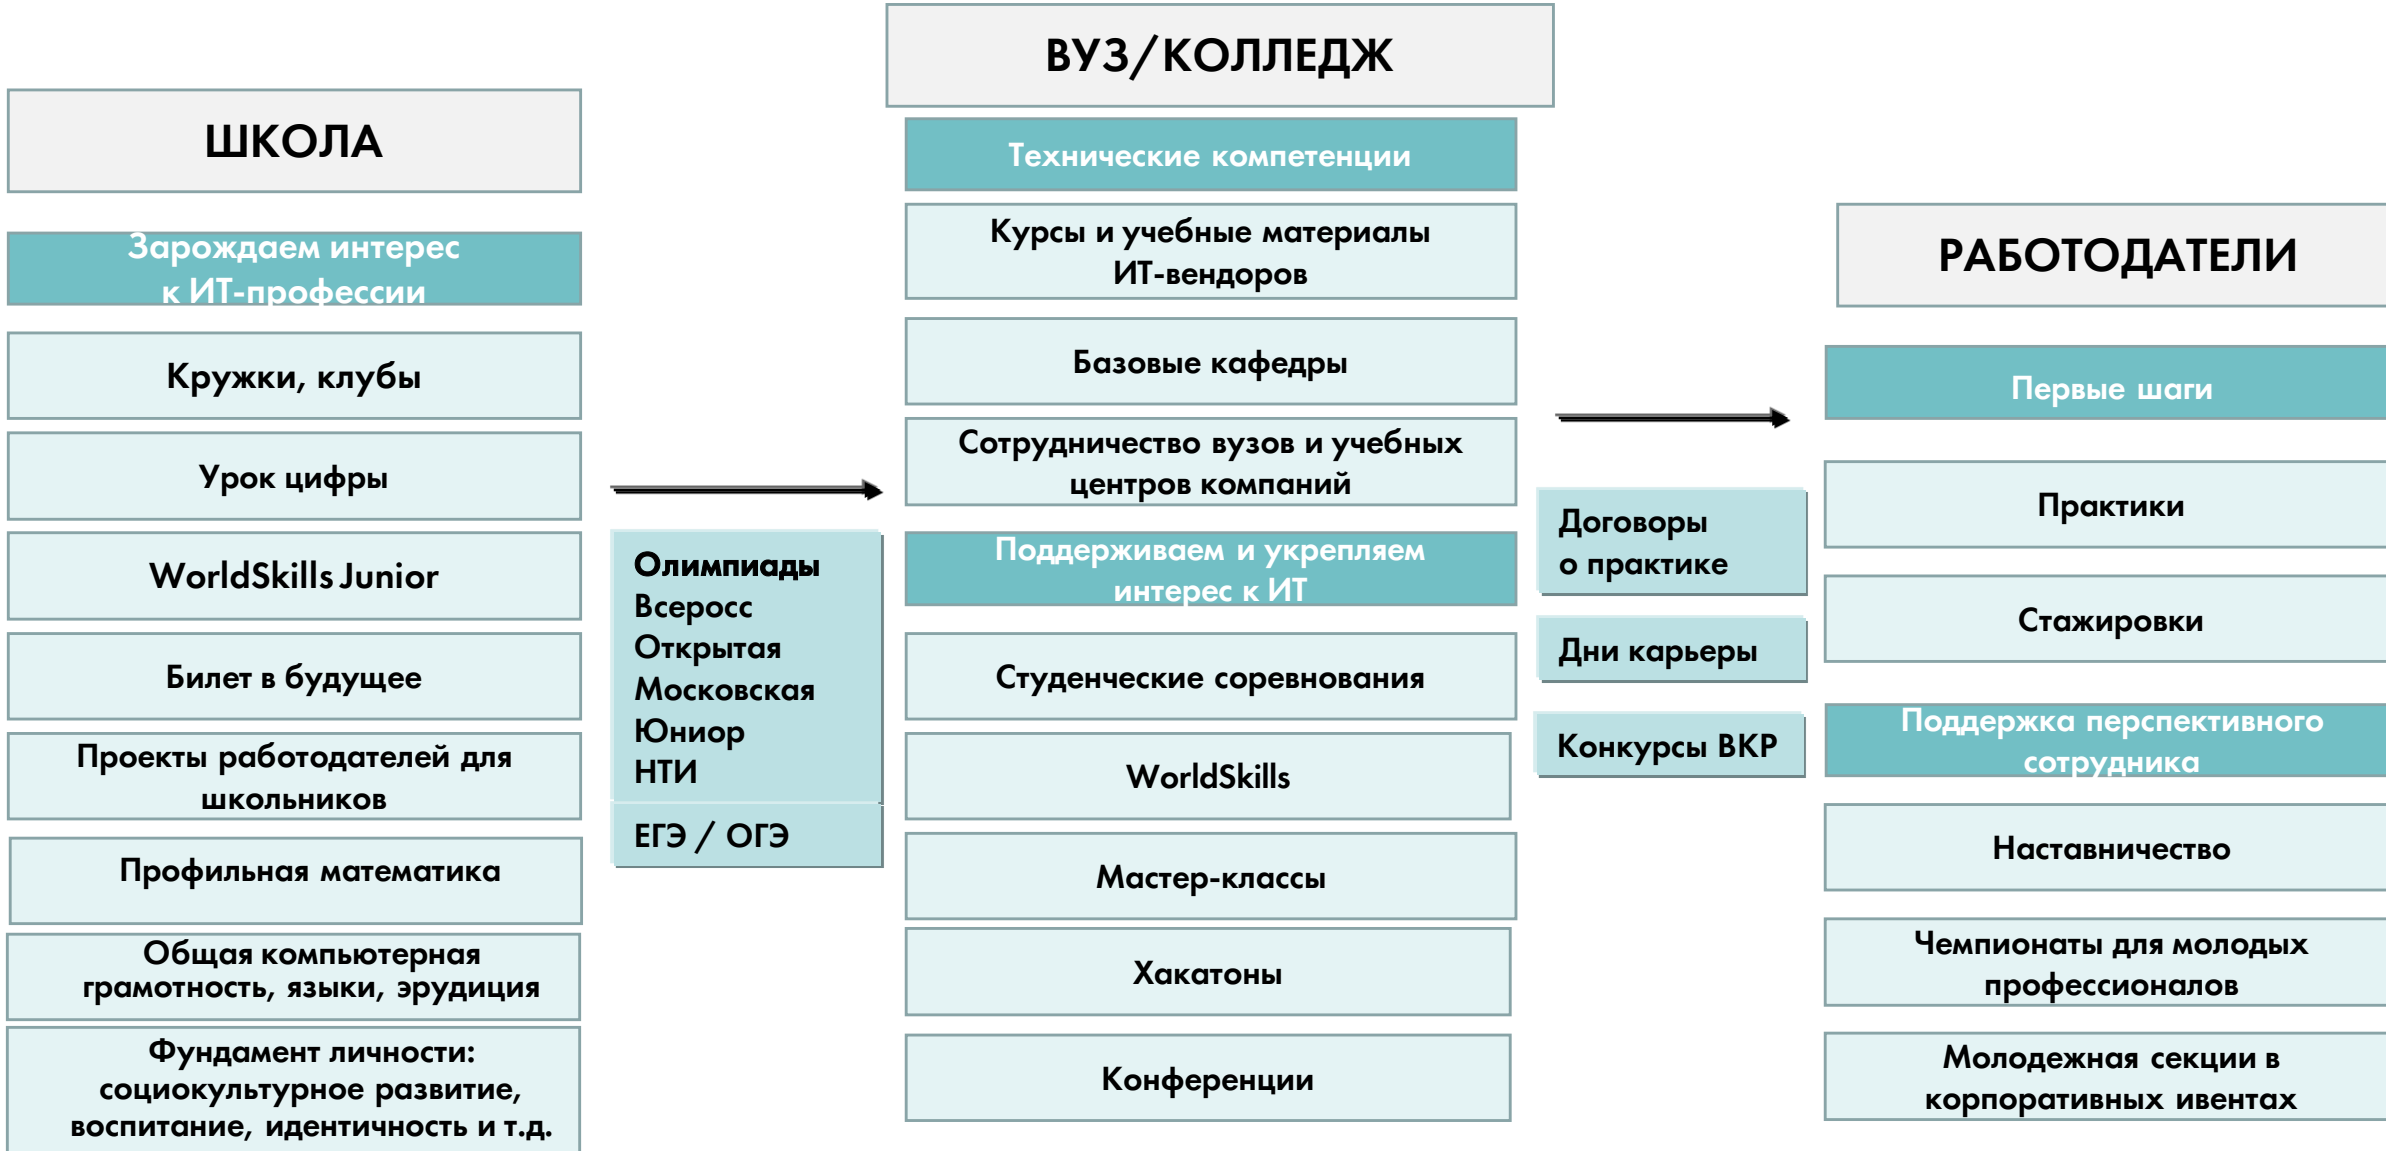 ШКОЛА
Зарождаем интерес
к ИТ-профессии
Кружки, клубы
Урок цифры
WorldSkills Junior
Билет в будущее
Проекты работодателей для
школьников
Профильная математика
Общая компьютерная
грамотность, языки, эрудиция
Фундамент личности:
социокультурное развитие,
воспитание, идентичность и т.д.
Олимпиады
Всеросс
Открытая
Московская
Юниор
НТИ
ЕГЭ / ОГЭ
ВУЗ/КОЛЛЕДЖ
Технические компетенции
Курсы и учебные материалы
ИТ-вендоров
Базовые кафедры
Сотрудничество вузов и учебных
центров компаний
Поддерживаем и укрепляем
интерес к ИТ
Студенческие соревнования
WorldSkills
Мастер-классы
Хакатоны
Конференции
Договоры
о практике
Дни карьеры
Конкурсы ВКР
РАБОТОДАТЕЛИ
Первые шаги
Практики
Стажировки
Поддержка перспективного
сотрудника
Наставничество
Чемпионаты для молодых
профессионалов
Молодежная секции в
корпоративных ивентах